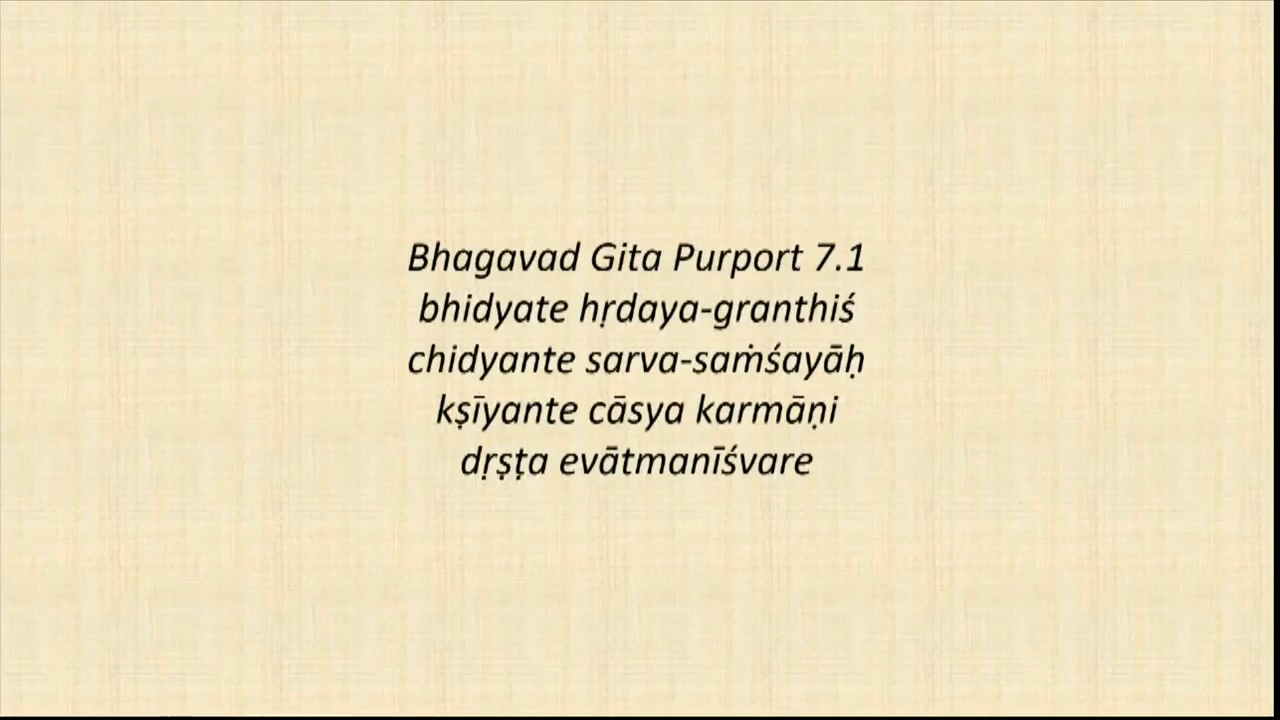 Bhagavad Gita Purport 7.1
bhidyate hṛdaya-granthiś
chidyante sarva-saṁśayāḥ
kṣīyante cāsya karmāṇi
dṛṣṭa evātmanīśvare